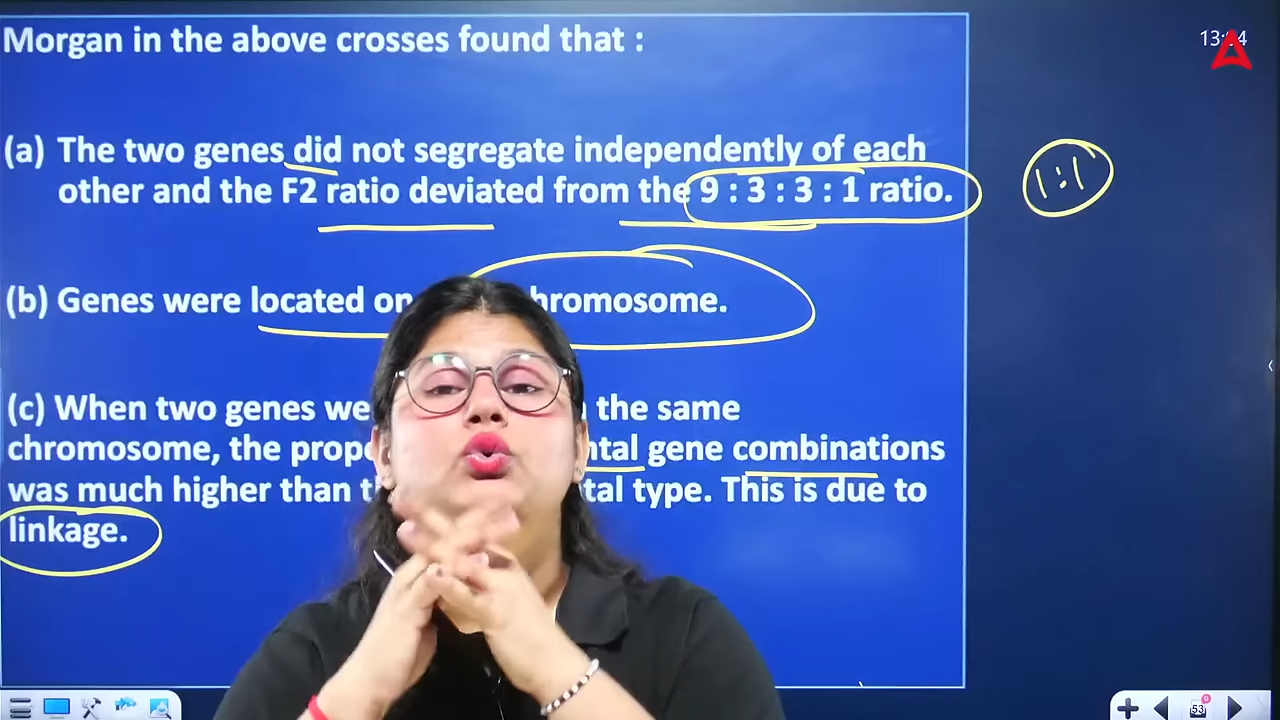 Morgan in the above crosses found that :
13:
(a) The two genes did not segregate independently of each
other and the F2 ratio deviated from the 9 : 3 : 3 : 1 ratio.
1:1
(b) Genes were located on hromosome.
(c) When two genes we the same
chromosome, the prop ntal gene combinations
was much higher than t tal type. This is due to
linkage.
53